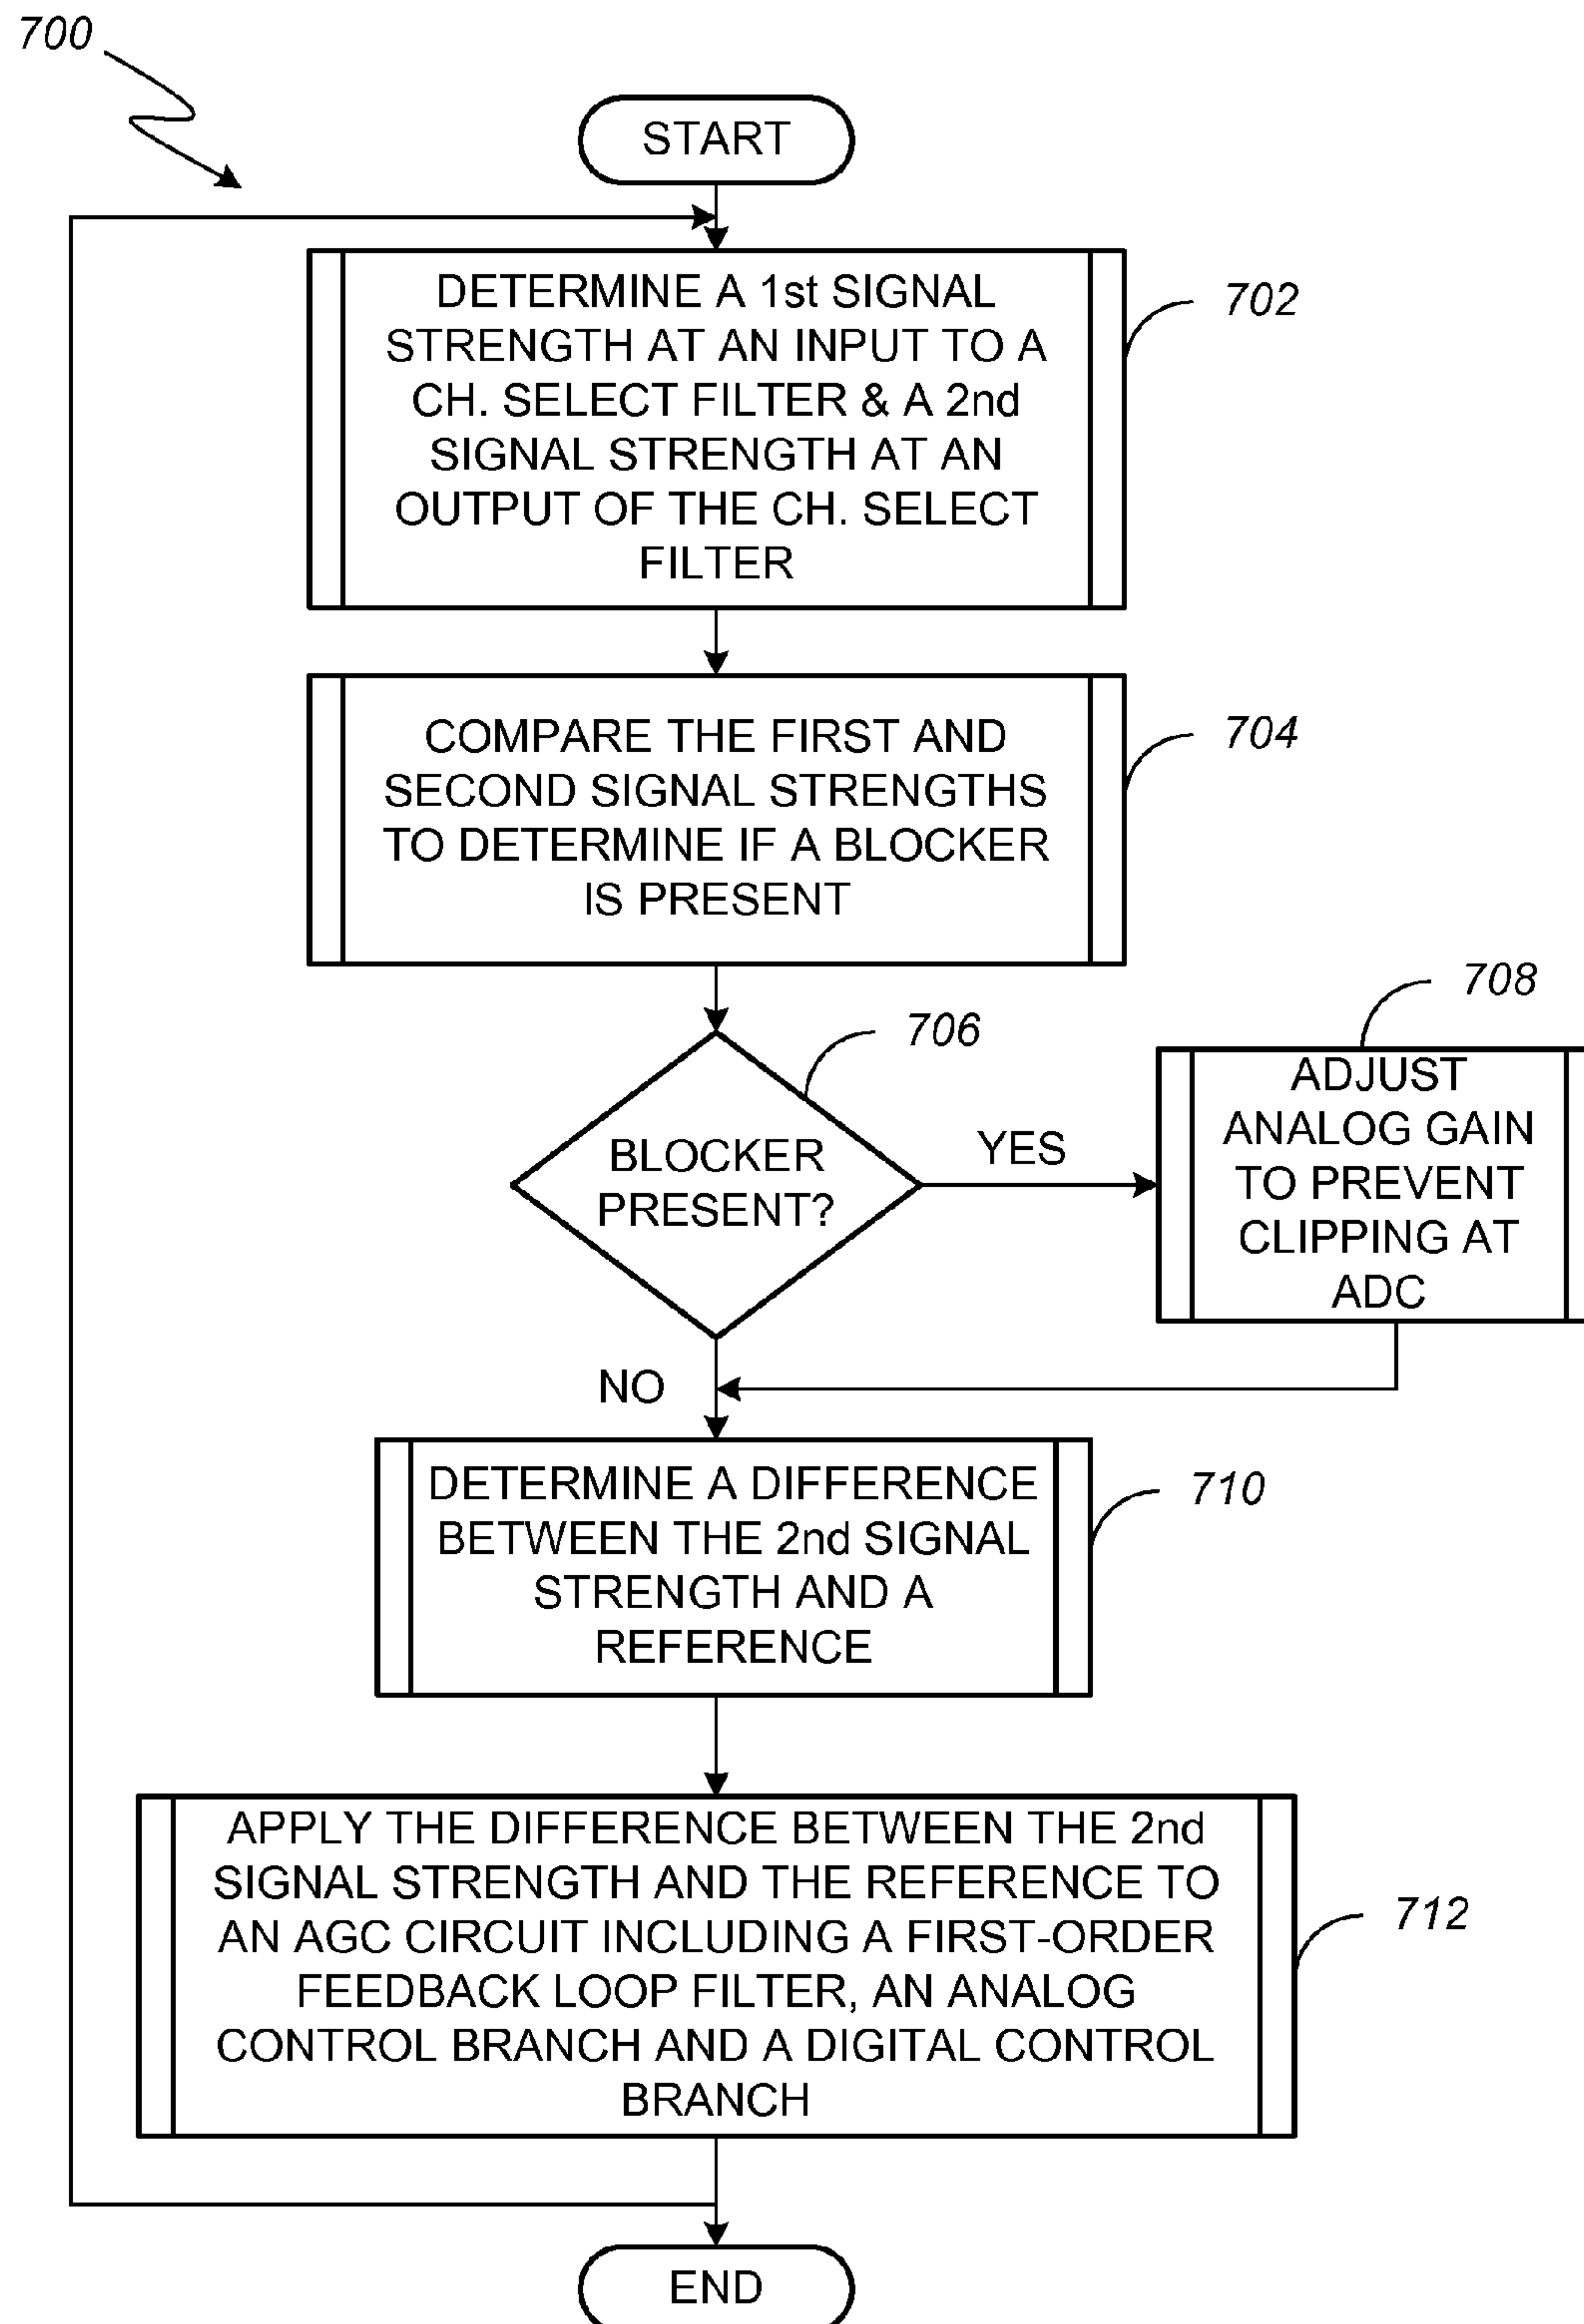 700
START
DETERMINE A 1st SIGNAL
STRENGTH AT AN INPUT TO A
CH. SELECT FILTER & A 2nd
SIGNAL STRENGTH AT AN
OUTPUT OF THE CH. SELECT
FILTER
702
COMPARE THE FIRST AND
SECOND SIGNAL STRENGTHS
TO DETERMINE IF A BLOCKER
IS PRESENT
704
706
BLOCKER
PRESENT?
YES
708
ADJUST
ANALOG GAIN
TO PREVENT
CLIPPING AT
ADC
NO
DETERMINE A DIFFERENCE
BETWEEN THE 2nd SIGNAL
STRENGTH AND A
REFERENCE
710
APPLY THE DIFFERENCE BETWEEN THE 2nd
SIGNAL STRENGTH AND THE REFERENCE TO
AN AGC CIRCUIT INCLUDING A FIRST-ORDER
FEEDBACK LOOP FILTER, AN ANALOG
CONTROL BRANCH AND A DIGITAL CONTROL
BRANCH
712
END